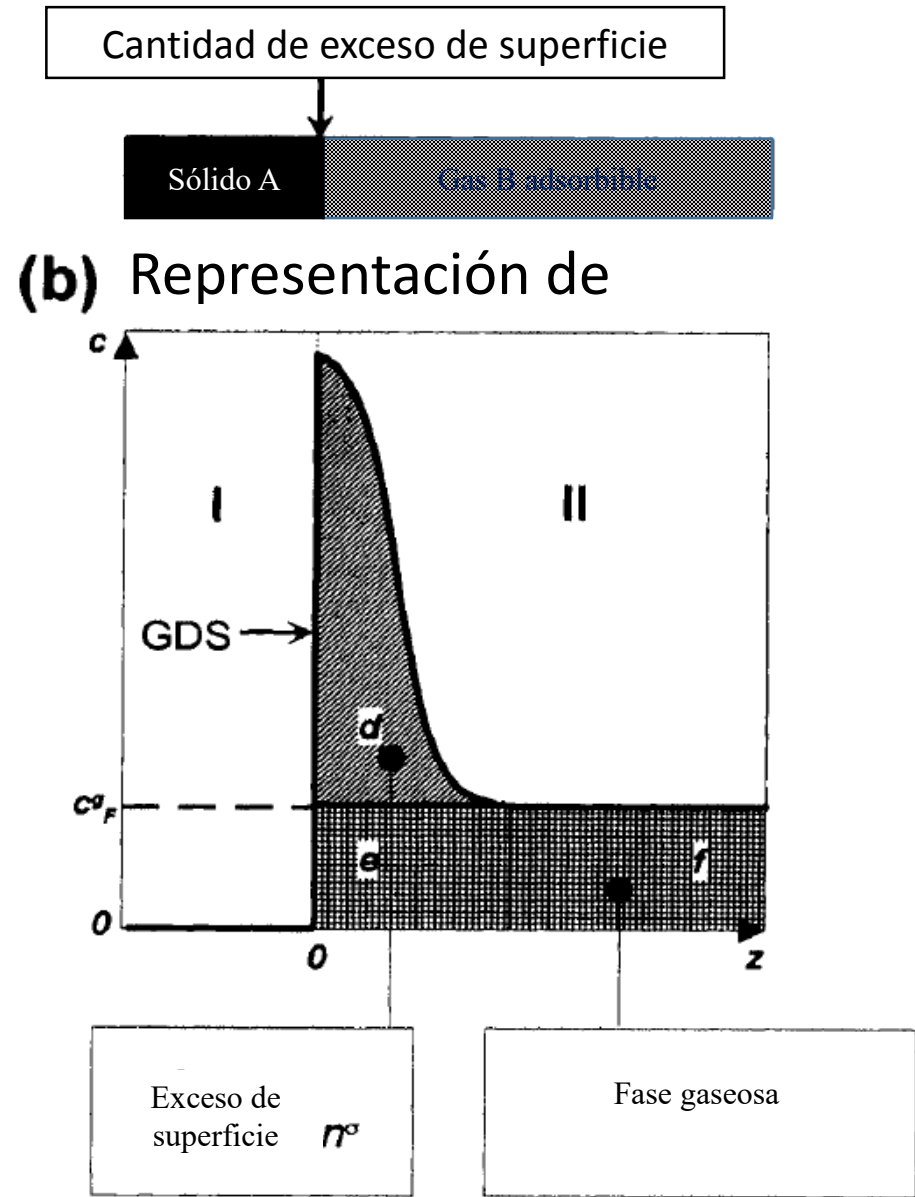 Cantidad de exceso de superficie
Sólido A
Gas B adsorbible
(b) Representación de
c
I
II
GDS
d
c^g_F
e
f
0
0
z
Exceso de
superficie n^σ
Fase gaseosa